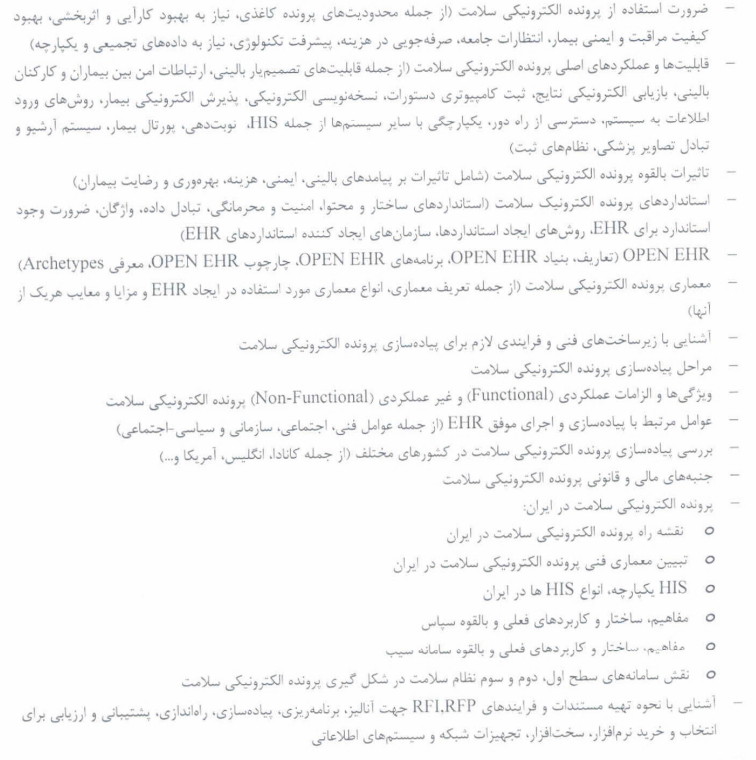 – ضرورت استفاده از پرونده الکترونیکی سلامت (از جمله محدودیت‌های پرونده کاغذی، نیاز به بهبود کارآیی و اثربخشی، بهبود
کیفیت مراقبت و ایمنی بیمار، انتظارات جامعه، صرفه‌جویی در هزینه، پیشرفت تکنولوژی، نیاز به داده‌های تجمیعی و یکپارچه)
– قابلیت‌ها و عملکردهای اصلی پرونده الکترونیکی سلامت (از جمله قابلیت‌های تصمیم‌یار بالینی، ارتباطات امن بین بیماران و کارکنان
بالینی، بازیابی الکترونیکی نتایج، ثبت کامپیوتری دستورات، نسخه‌نویسی الکترونیکی، پذیرش الکترونیکی بیمار، روش‌های ورود
اطلاعات به سیستم، دسترسی از راه دور، یکپارچگی با سایر سیستم‌ها از جمله HIS، نوبت‌دهی، پورتال بیمار، سیستم آرشیو و
تبادل تصاویر پزشکی، نظام‌های ثبت)
– تاثیرات بالقوه پرونده الکترونیکی سلامت (شامل تاثیرات بر پیامدهای بالینی، ایمنی، هزینه، بهره‌وری و رضایت بیماران)
– استانداردهای پرونده الکترونیک سلامت (استانداردهای ساختار و محتوا، امنیت و محرمانگی، تبادل داده، واژگان، ضرورت وجود
استاندارد برای EHR، روش‌های ایجاد استانداردها، سازمان‌های ایجاد کننده استانداردهای EHR)
– OPEN EHR (تعاریف، بنیاد OPEN EHR، برنامه‌های OPEN EHR، چارچوب OPEN EHR، معرفی Archetypes)
– معماری پرونده الکترونیکی سلامت (از جمله تعریف معماری، انواع معماری مورد استفاده در ایجاد EHR و مزایا و معایب هریک از
آنها)
– آشنایی با زیرساخت‌های فنی و فرایندی لازم برای پیاده‌سازی پرونده الکترونیکی سلامت
– مراحل پیاده‌سازی پرونده الکترونیکی سلامت
– ویژگی‌ها و الزامات عملکردی (Functional) و غیر عملکردی (Non-Functional) پرونده الکترونیکی سلامت
– عوامل مرتبط با پیاده‌سازی و اجرای موفق EHR (از جمله عوامل فنی، اجتماعی، سازمانی و سیاسی-اجتماعی)
– بررسی پیاده‌سازی پرونده الکترونیکی سلامت در کشورهای مختلف (از جمله کانادا، انگلیس، آمریکا و...)
– جنبه‌های مالی و قانونی پرونده الکترونیکی سلامت
– پرونده الکترونیکی سلامت در ایران:
o نقشه راه پرونده الکترونیکی سلامت در ایران
o تبیین معماری فنی پرونده الکترونیکی سلامت در ایران
o HIS یکپارچه، انواع HIS ها در ایران
o مفاهیم، ساختار و کاربردهای فعلی و بالقوه سپاس
o مفاهیم، ساختار و کاربردهای فعلی و بالقوه سامانه سیب
o نقش سامانه‌های سطح اول، دوم و سوم نظام سلامت در شکل گیری پرونده الکترونیکی سلامت
– آشنایی با نحوه تهیه مستندات و فرایندهای RFI,RFP جهت آنالیز، برنامه‌ریزی، پیاده‌سازی، راه‌اندازی، پشتیبانی و ارزیابی برای
انتخاب و خرید نرم‌افزار، سخت‌افزار، تجهیزات شبکه و سیستم‌های اطلاعاتی